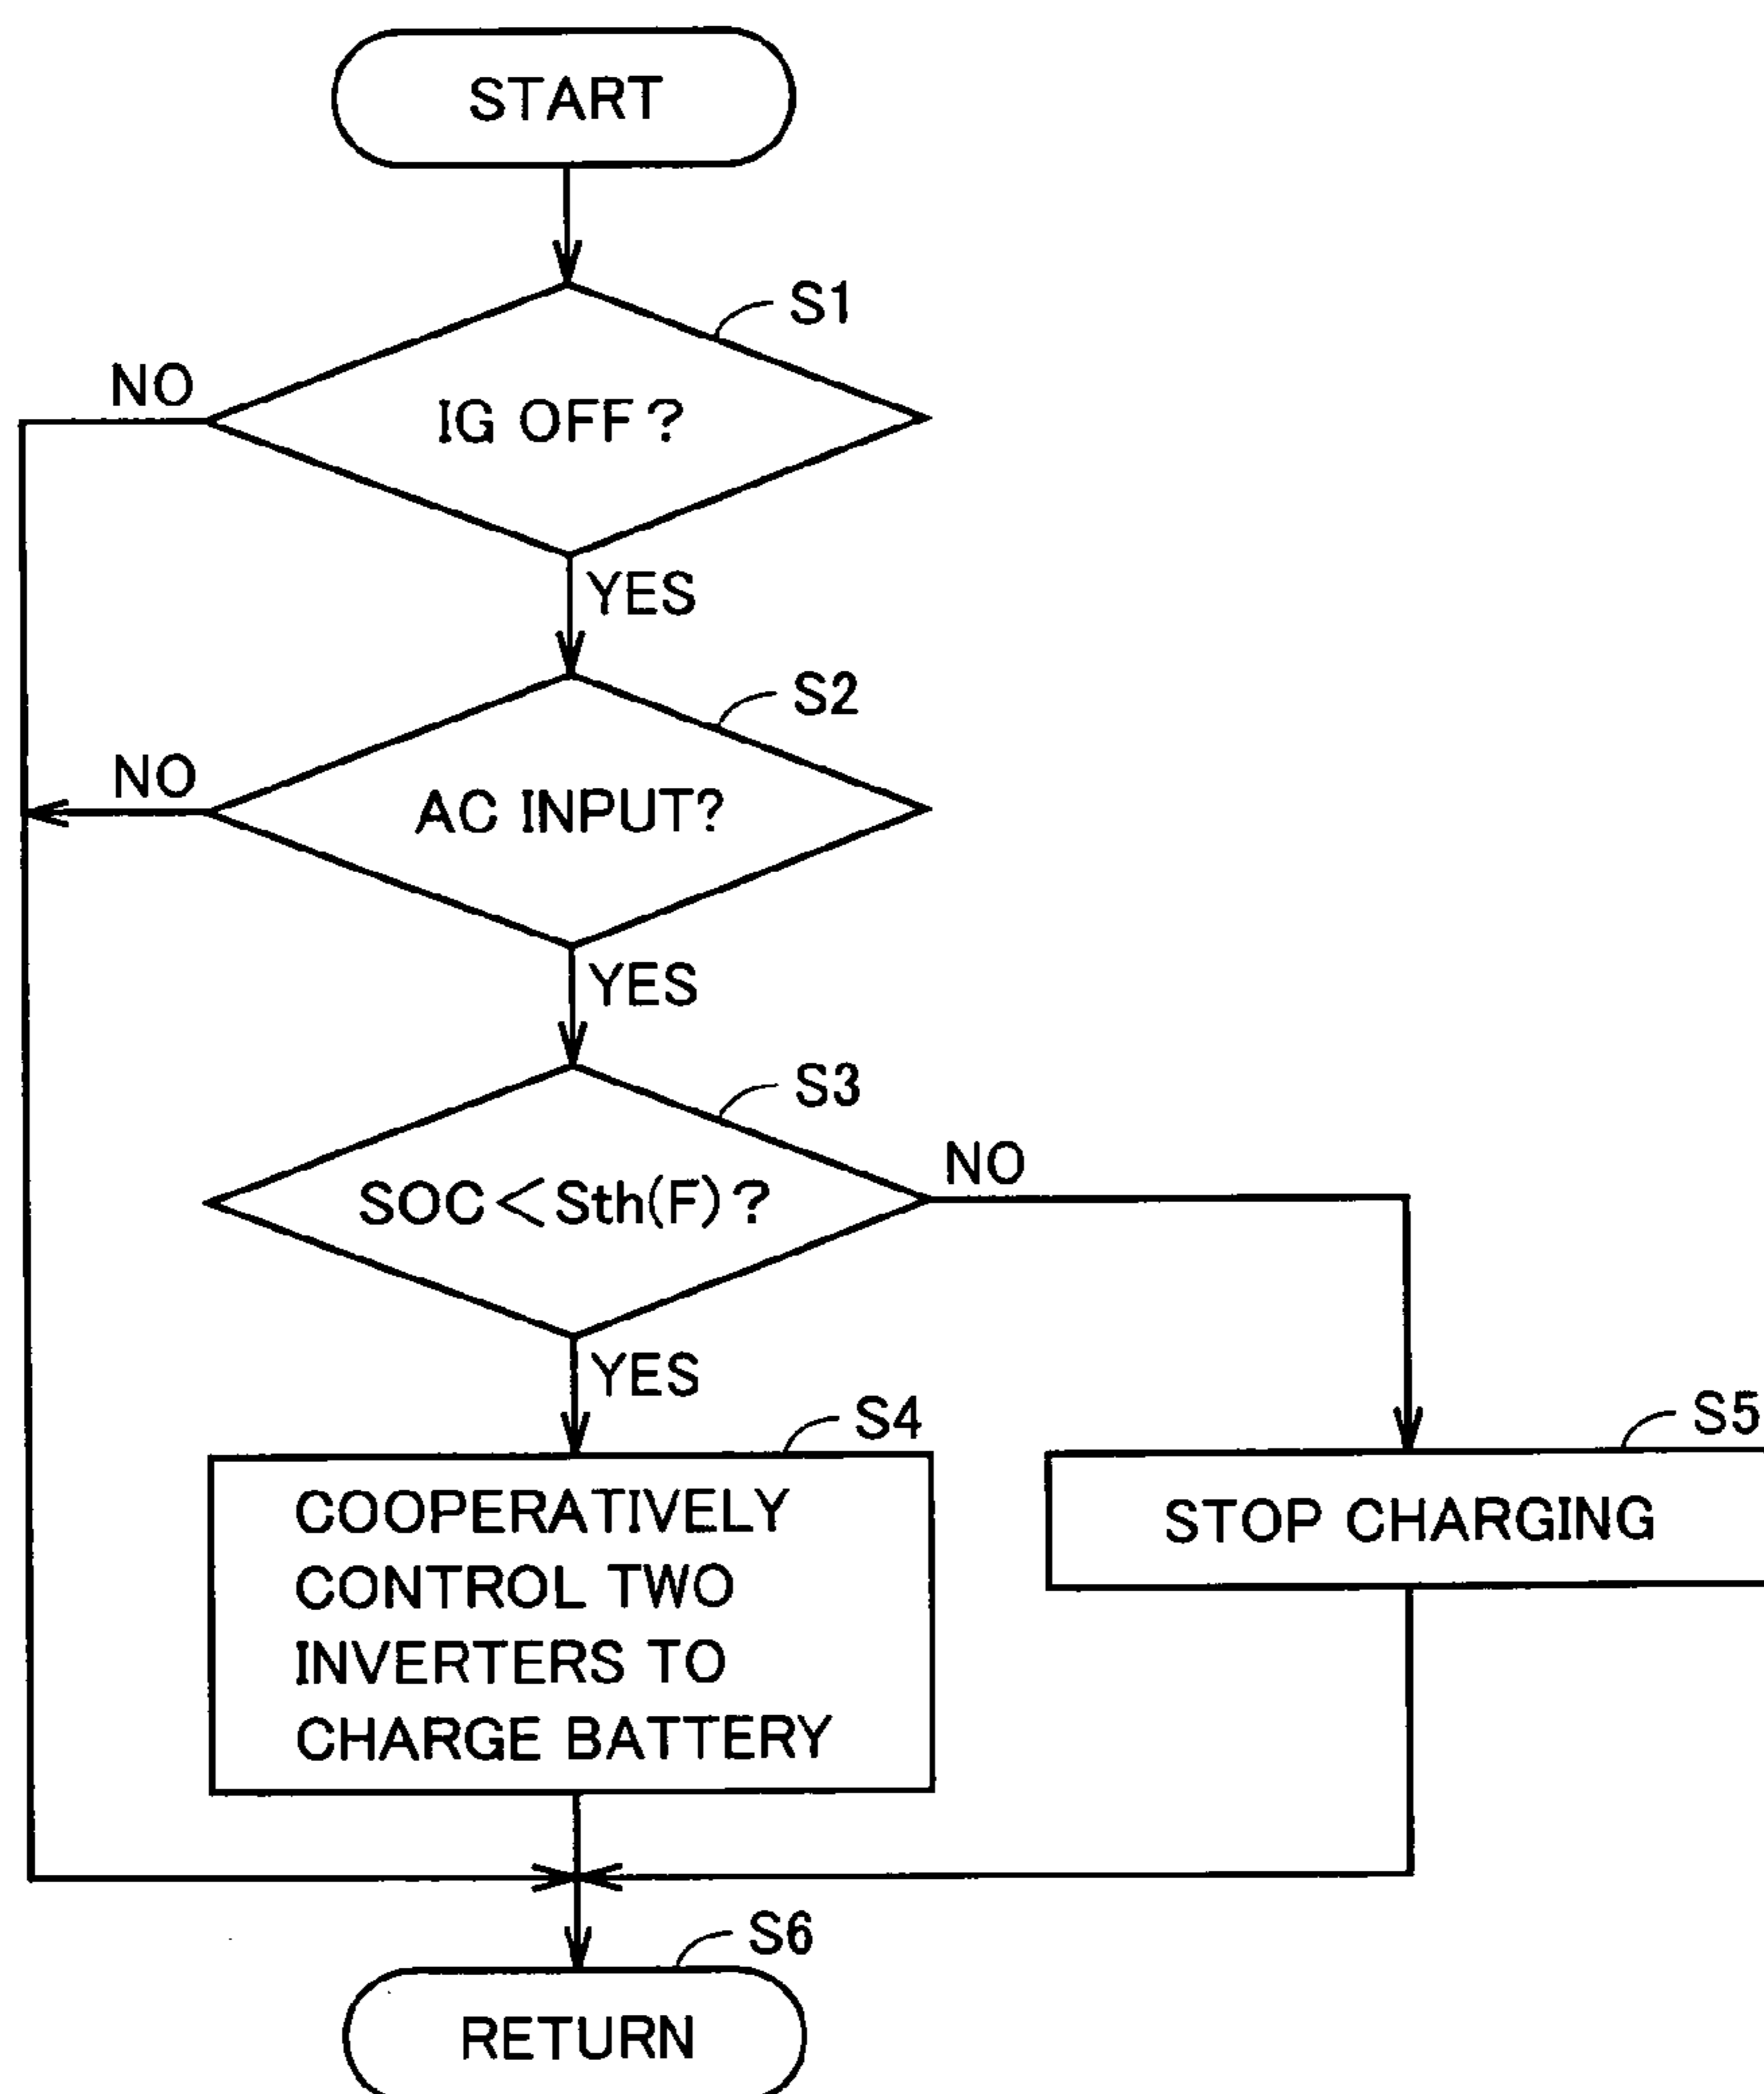 START
S1
NO
IG OFF?
YES
S2
NO
AC INPUT?
YES
S3
NO
SOC<Sth(F)?
YES
S4
S5
COOPERATIVELY
CONTROL TWO
INVERTERS TO
CHARGE BATTERY
STOP CHARGING
S6
RETURN